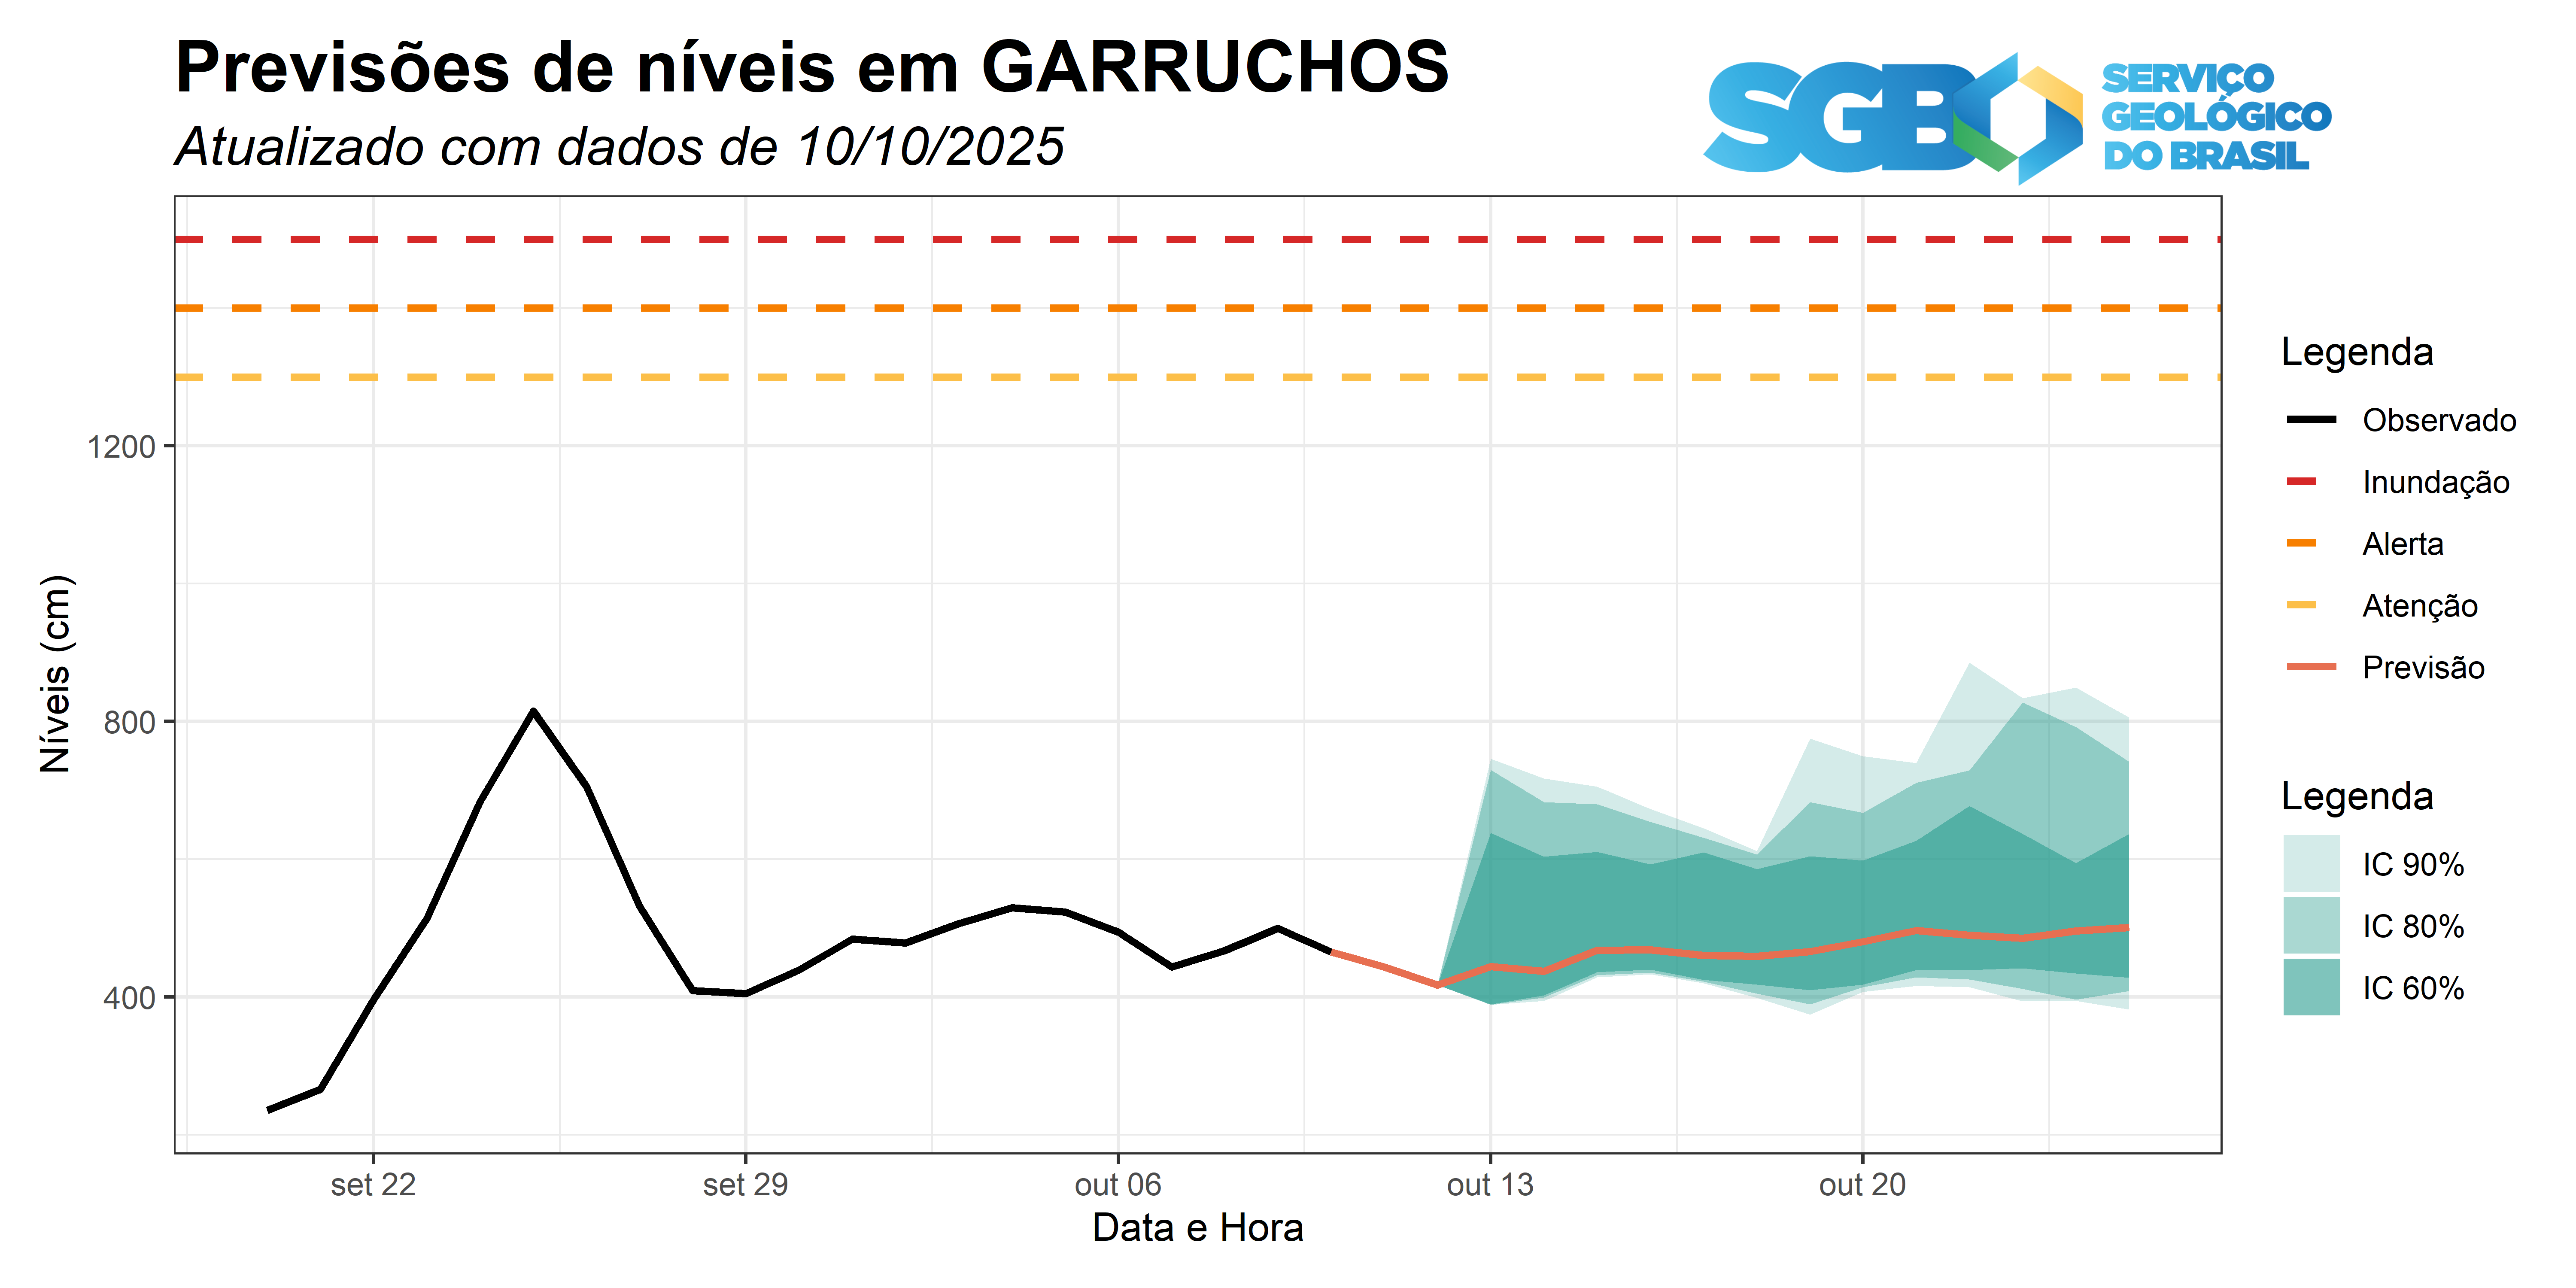 Previsões de níveis em GARRUCHOS
Atualizado com dados de 10/10/2025
SGB
SERVIÇO
GEOLÓGICO
DO BRASIL
Níveis (cm)
1200
800
400
set 22
set 29
out 06
out 13
out 20
Data e Hora
Legenda
Observado
Inundação
Alerta
Atenção
Previsão
Legenda
IC 90%
IC 80%
IC 60%